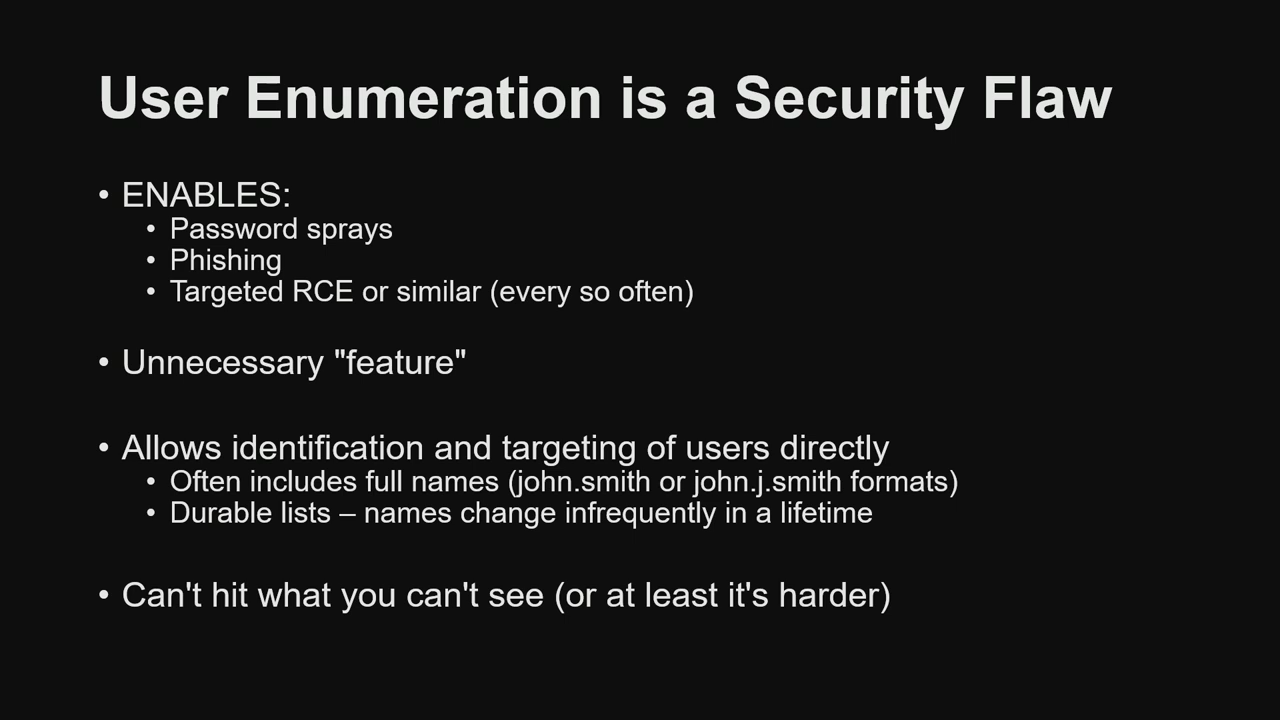 User Enumeration is a Security Flaw
• ENABLES:
• Password sprays
• Phishing
• Targeted RCE or similar (every so often)
• Unnecessary "feature"
• Allows identification and targeting of users directly
• Often includes full names (john.smith or john.j.smith formats)
• Durable lists – names change infrequently in a lifetime
• Can't hit what you can't see (or at least it's harder)